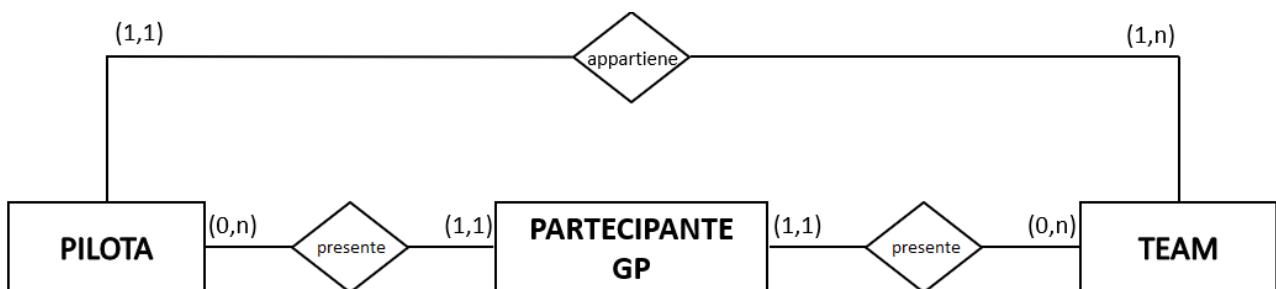 (1,1)
appartiene
(1,n)
PILOTA
(0,n)
presente
(1,1)
PARTECIPANTE
GP
(1,1)
presente
(0,n)
TEAM